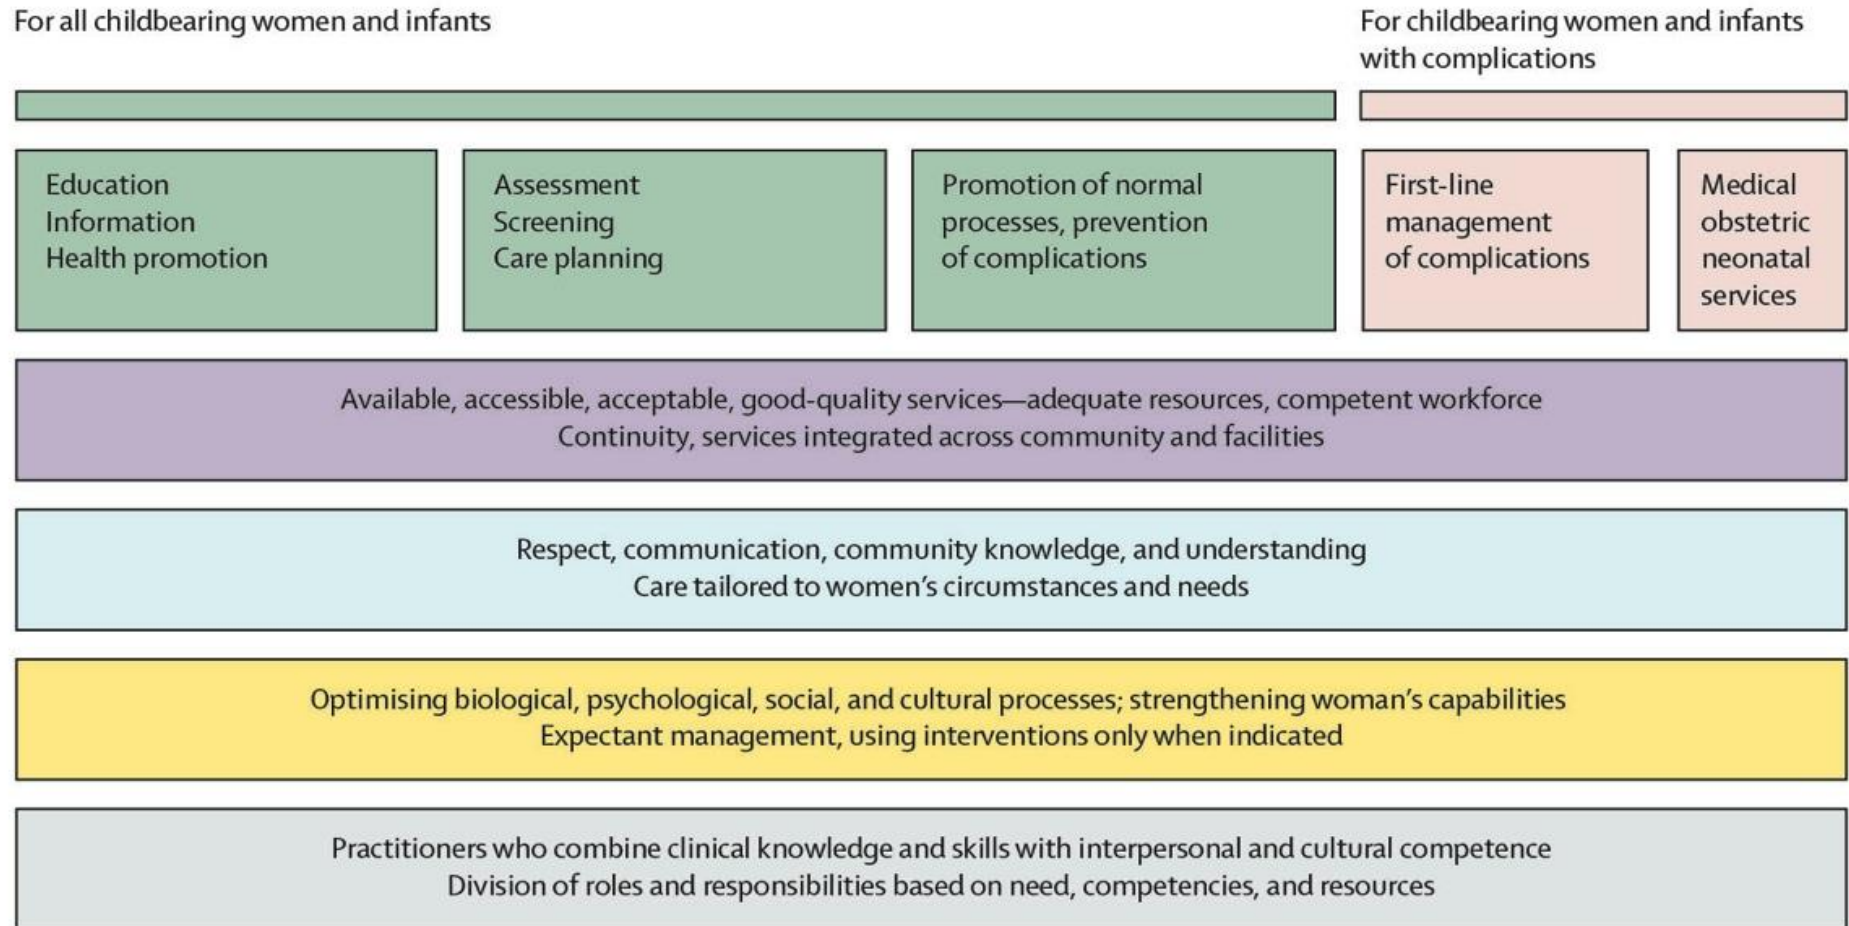 For all childbearing women and infants
For childbearing women and infants
with complications
Education
Information
Health promotion
Assessment
Screening
Care planning
Promotion of normal
processes, prevention
of complications
First-line
management
of complications
Medical
obstetric
neonatal
services
Available, accessible, acceptable, good-quality services—adequate resources, competent workforce
Continuity, services integrated across community and facilities
Respect, communication, community knowledge, and understanding
Care tailored to women's circumstances and needs
Optimising biological, psychological, social, and cultural processes; strengthening woman's capabilities
Expectant management, using interventions only when indicated
Practitioners who combine clinical knowledge and skills with interpersonal and cultural competence
Division of roles and responsibilities based on need, competencies, and resources